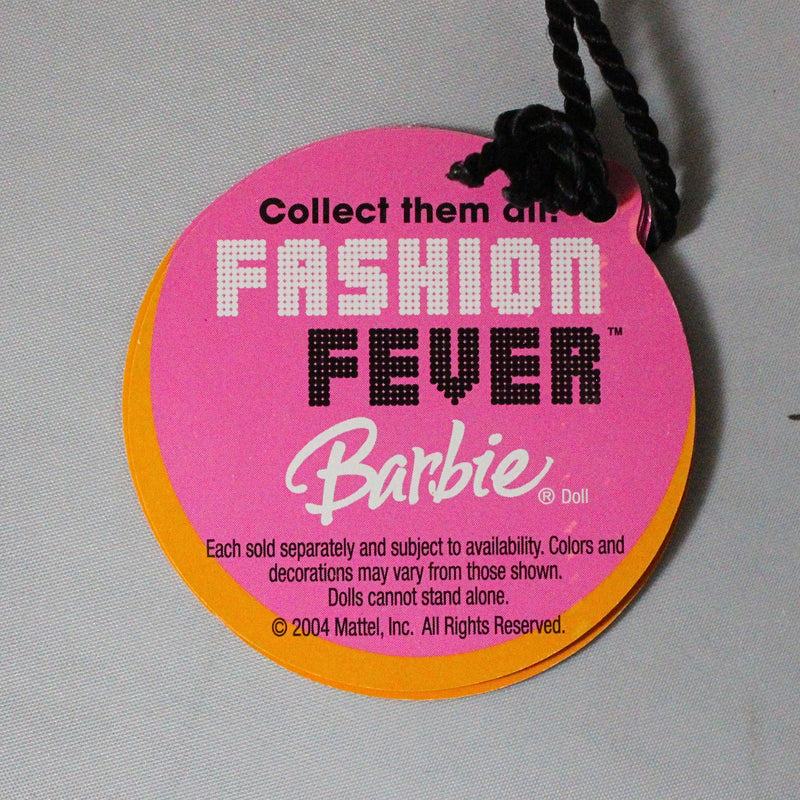 Collect them all!
FASHION
FEVER™
Barbie® Doll
Each sold separately and subject to availability. Colors and
decorations may vary from those shown.
Dolls cannot stand alone.
© 2004 Mattel, Inc. All Rights Reserved.